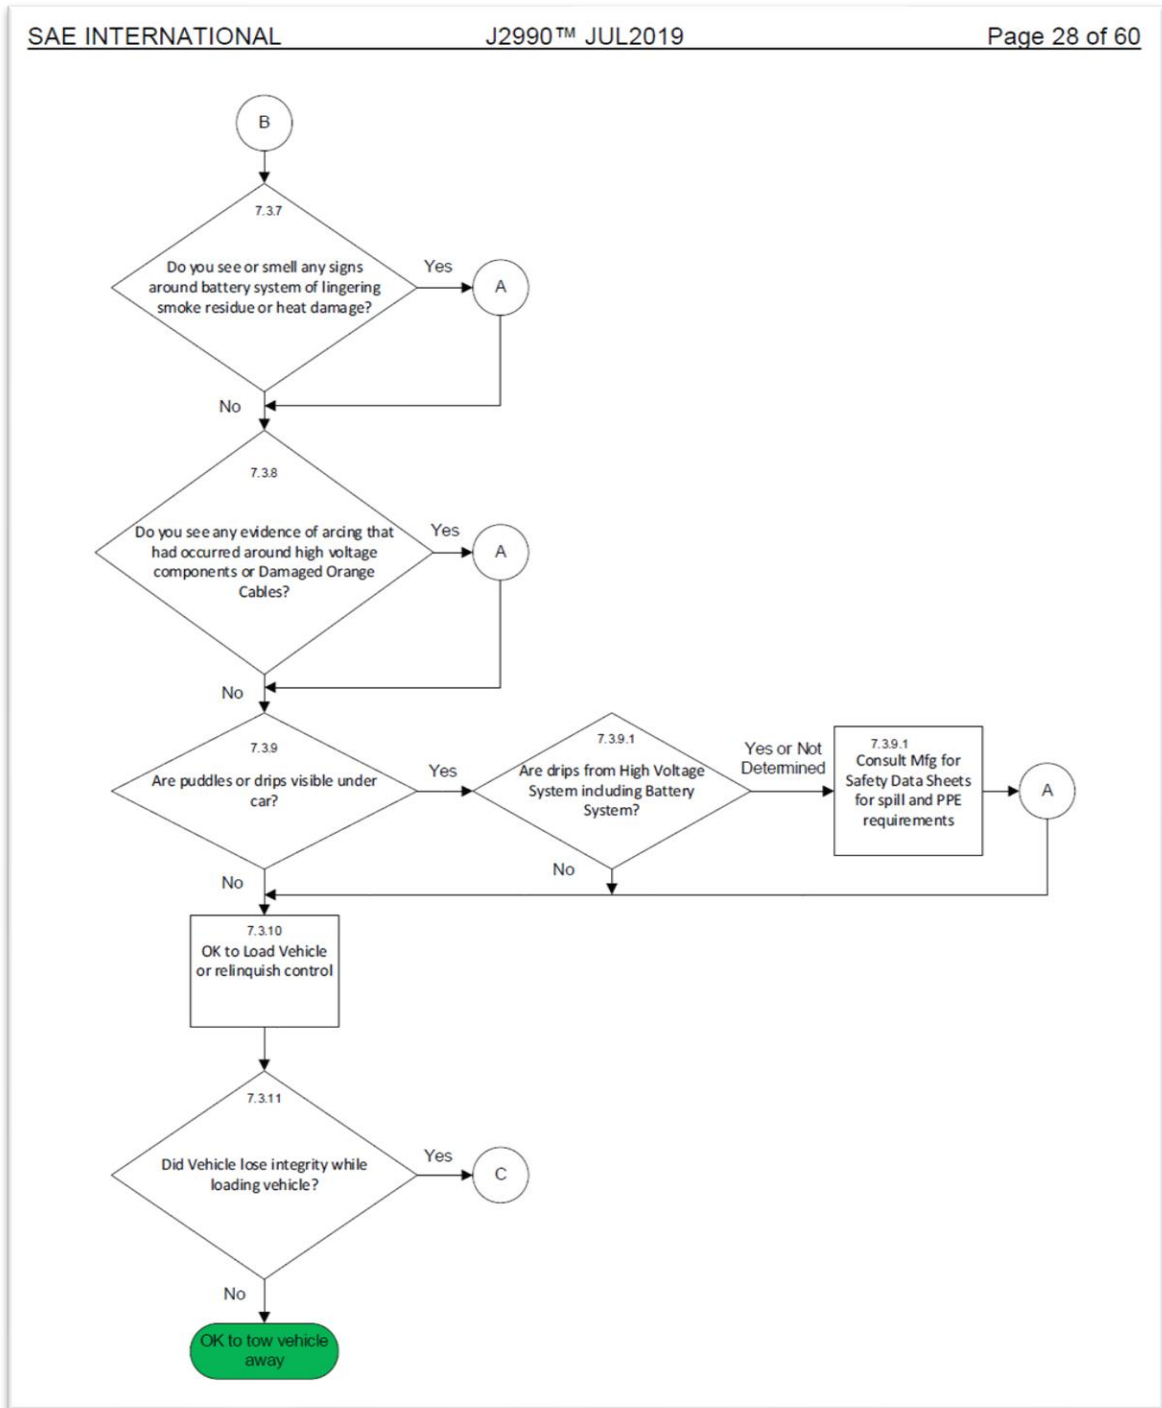 SAE INTERNATIONAL J2990™ JUL2019 Page 28 of 60
B
7.3.7
Do you see or smell any signs
around battery system of lingering
smoke residue or heat damage?
Yes
A
No
7.3.8
Do you see any evidence of arcing that
had occurred around high voltage
components or Damaged Orange
Cables?
Yes
A
No
7.3.9
Are puddles or drips visible under
car?
Yes
7.3.9.1
Are drips from High Voltage
System including Battery
System?
Yes or Not
Determined
7.3.9.1
Consult Mfg for
Safety Data Sheets
for spill and PPE
requirements
A
No
No
7.3.10
OK to Load Vehicle
or relinquish control
7.3.11
Did Vehicle lose integrity while
loading vehicle?
Yes
C
No
OK to tow vehicle
away